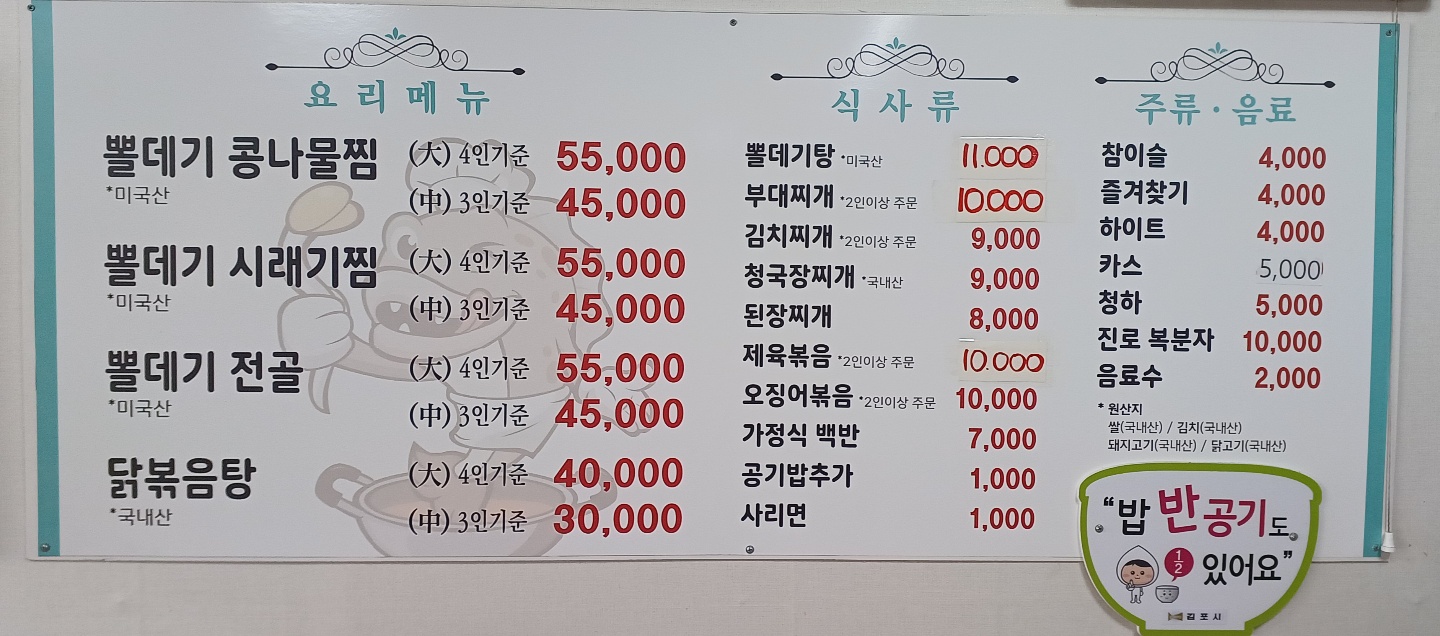 요리메뉴
뽈데기 콩나물찜 (大) 4인기준 55,000
*미국산 (中) 3인기준 45,000
뽈데기 시래기찜 (大) 4인기준 55,000
*미국산 (中) 3인기준 45,000
뽈데기 전골 (大) 4인기준 55,000
*미국산 (中) 3인기준 45,000
닭볶음탕 (大) 4인기준 40,000
*국내산 (中) 3인기준 30,000
식사류
뽈데기탕 *미국산 11.000
부대찌개 *2인이상 주문 10.000
김치찌개 *2인이상 주문 9,000
청국장찌개 *국내산 9,000
된장찌개 8,000
제육볶음 *2인이상 주문 10.000
오징어볶음 *2인이상 주문 10,000
가정식 백반 7,000
공기밥추가 1,000
사리면 1,000
주류·음료
참이슬 4,000
즐겨찾기 4,000
하이트 4,000
카스 5,000
청하 5,000
진로 복분자 10,000
음료수 2,000
* 원산지
쌀(국내산) / 김치(국내산)
돼지고기(국내산) / 닭고기(국내산)
“밥 반공기도
1/2 있어요”
김포시